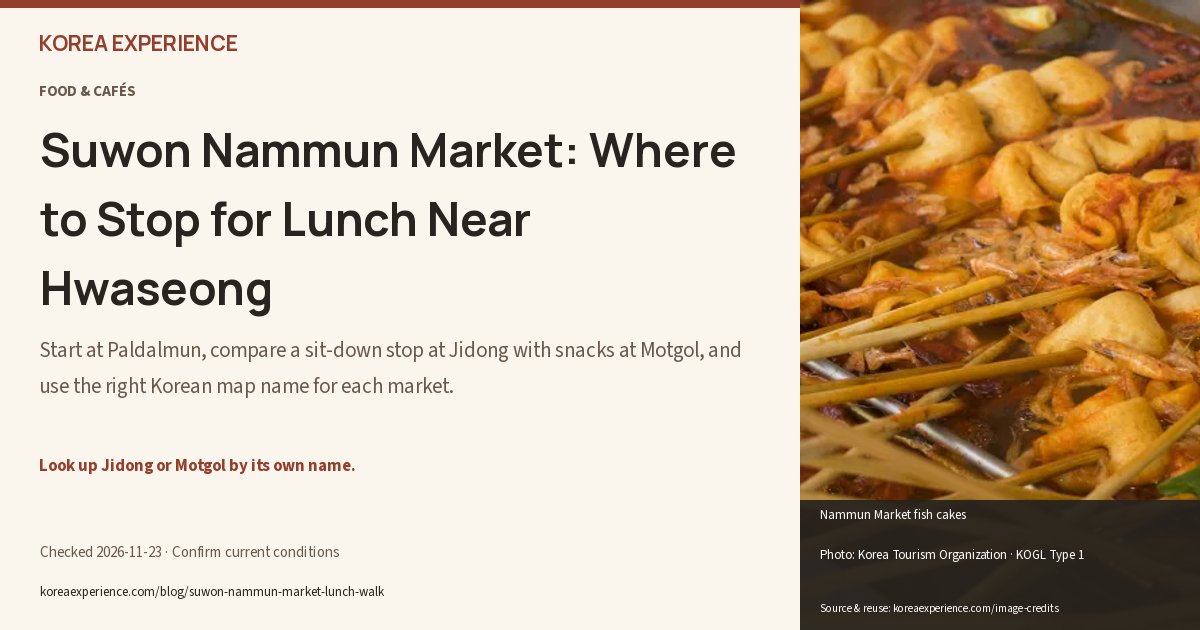 KOREA EXPERIENCE
FOOD & CAFÉS
Suwon Nammun Market: Where
to Stop for Lunch Near
Hwaseong
Start at Paldalmun, compare a sit-down stop at Jidong with snacks at Motgol, and
use the right Korean map name for each market.
Look up Jidong or Motgol by its own name.
Checked 2026-11-23 · Confirm current conditions
koreaexperience.com/blog/suwon-nammun-market-lunch-walk
Nammun Market fish cakes
Photo: Korea Tourism Organization · KOGL Type 1
Source & reuse: koreaexperience.com/image-credits